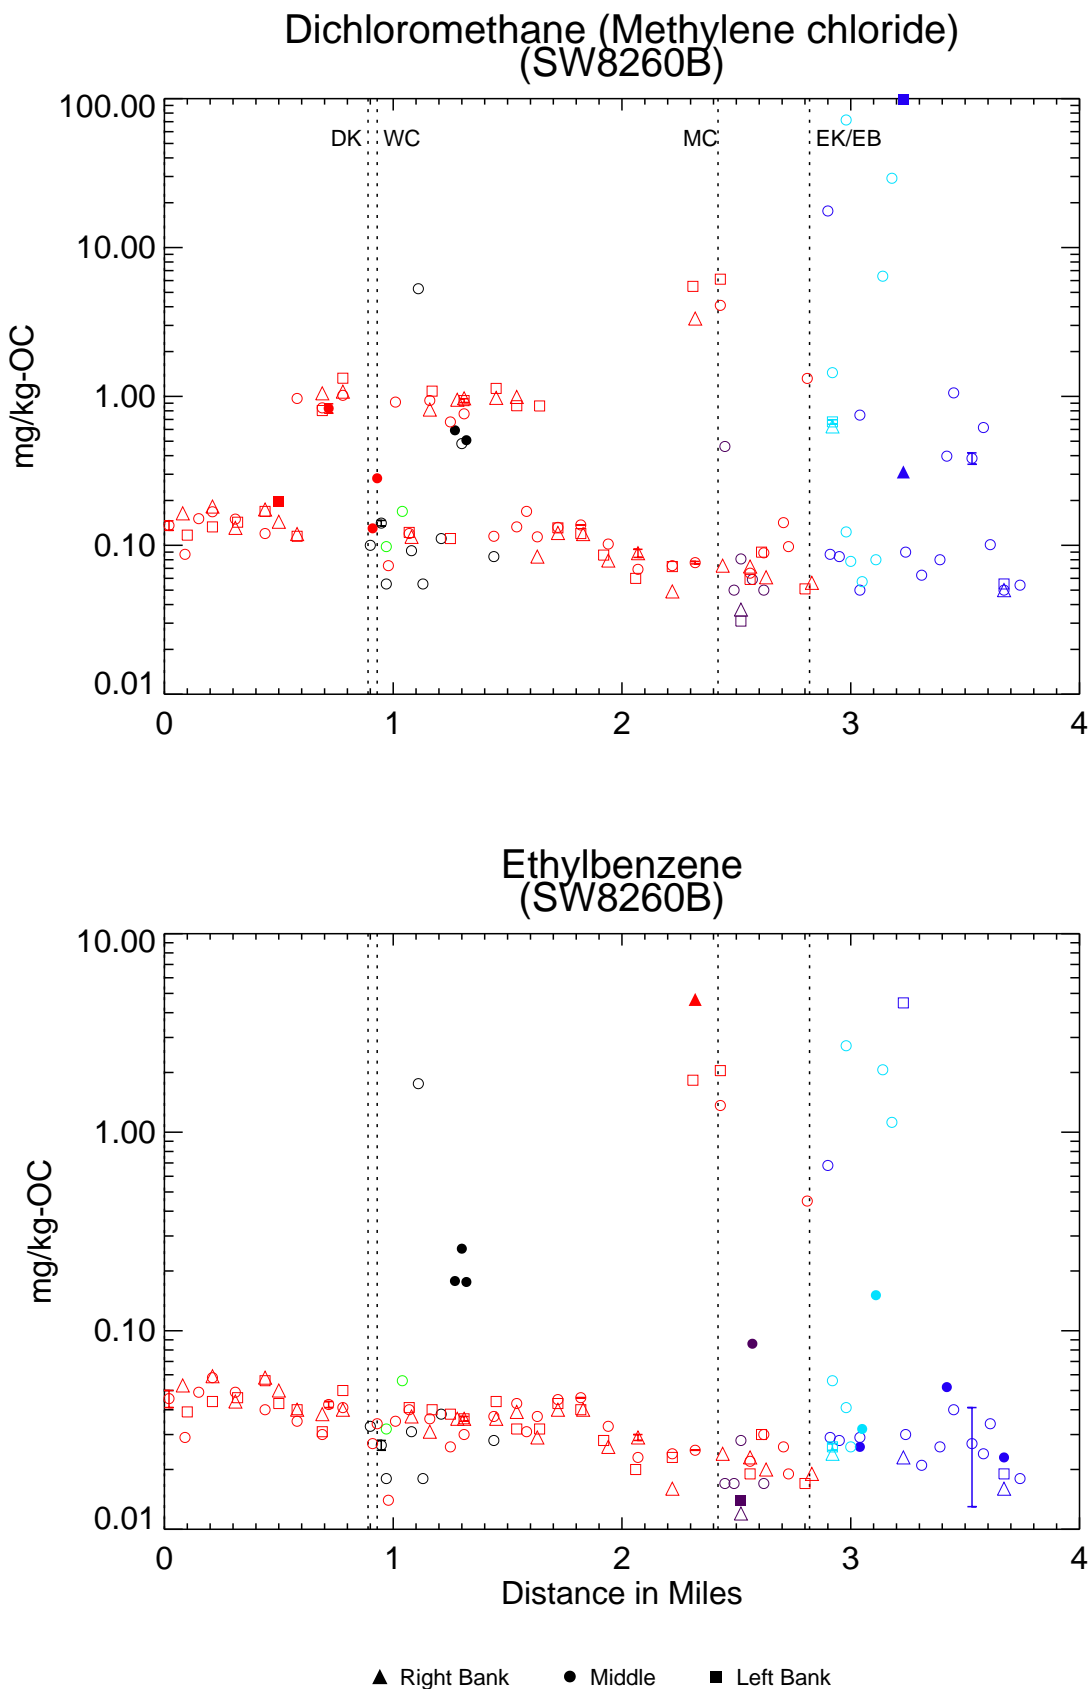 Dichloromethane (Methylene chloride)
(SW8260B)
100.00
DK
WC
MC
EK/EB
10.00
1.00
0.10
0.01
mg/kg-OC
0
1
2
3
4
Ethylbenzene
(SW8260B)
10.00
1.00
0.10
0.01
mg/kg-OC
0
1
2
3
4
Distance in Miles
Right Bank
Middle
Left Bank